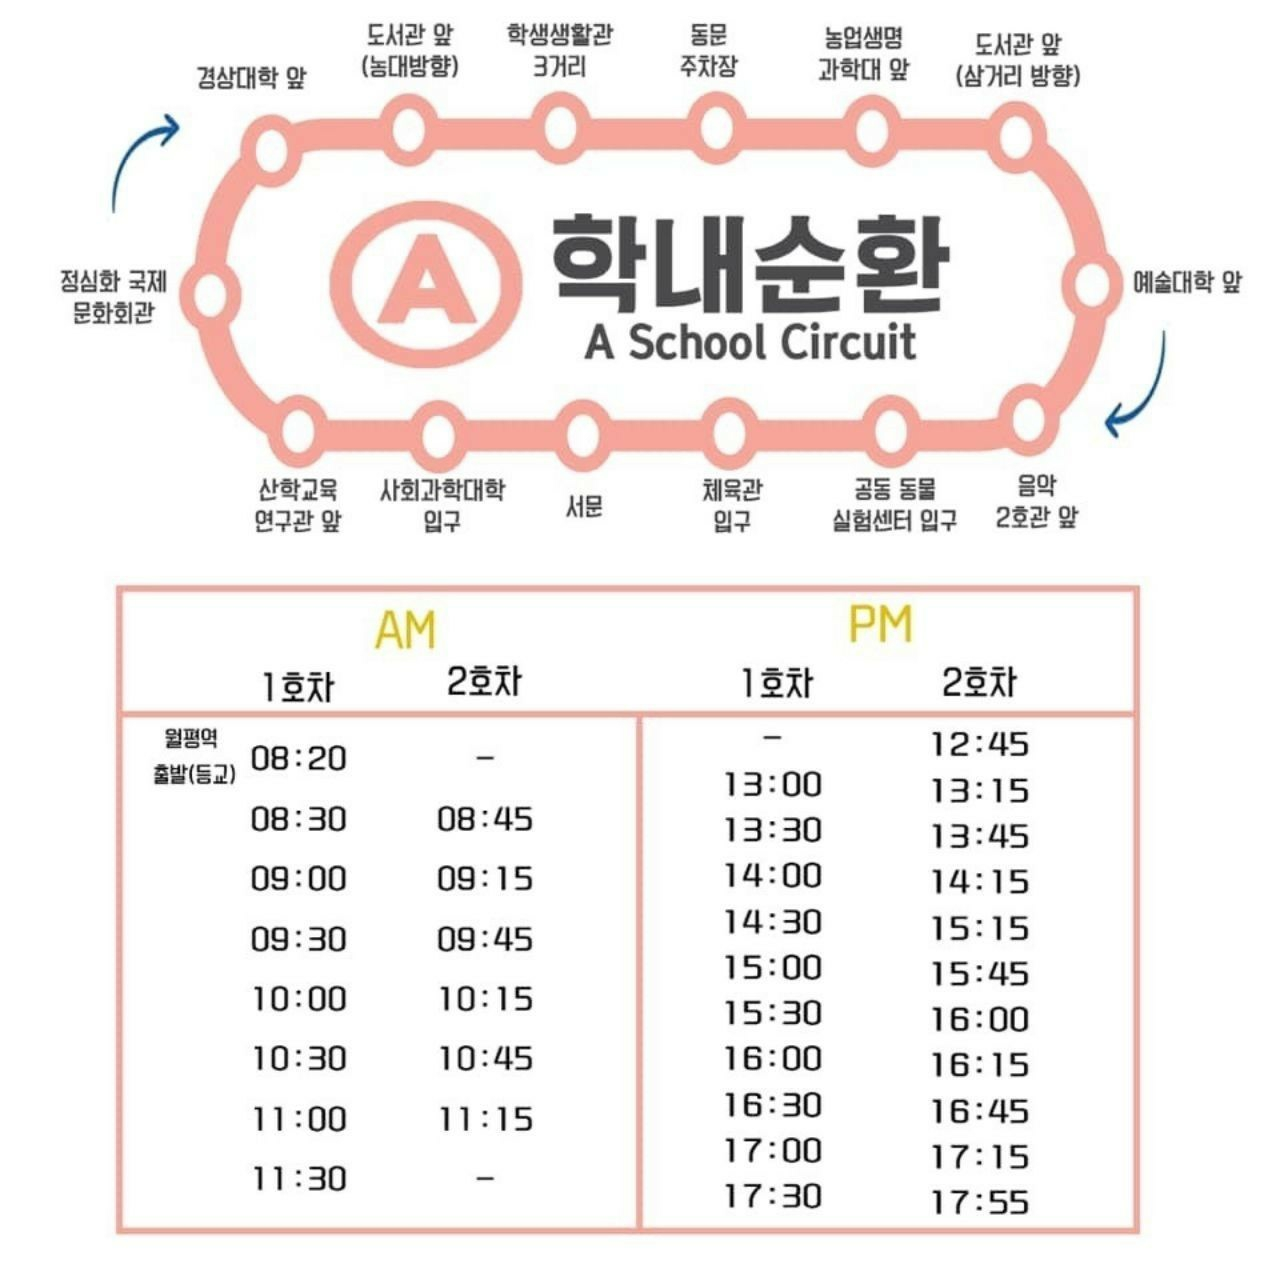 경상대학 앞
도서관 앞
(농대방향)
학생생활관
3거리
동문
주차장
농업생명
과학대 앞
도서관 앞
(삼거리 방향)
정심화 국제
문화회관
A
학내순환
A School Circuit
예술대학 앞
산학교육
연구관 앞
사회과학대학
입구
서문
체육관
입구
공동 동물
실험센터 입구
음악
2호관 앞
AM PM
1호차 2호차 1호차 2호차
월평역
출발(등교)
08:20 –
08:30 08:45
09:00 09:15
09:30 09:45
10:00 10:15
10:30 10:45
11:00 11:15
11:30 –
– 12:45
13:00 13:15
13:30 13:45
14:00 14:15
14:30 15:15
15:00 15:45
15:30 16:00
16:00 16:15
16:30 16:45
17:00 17:15
17:30 17:55